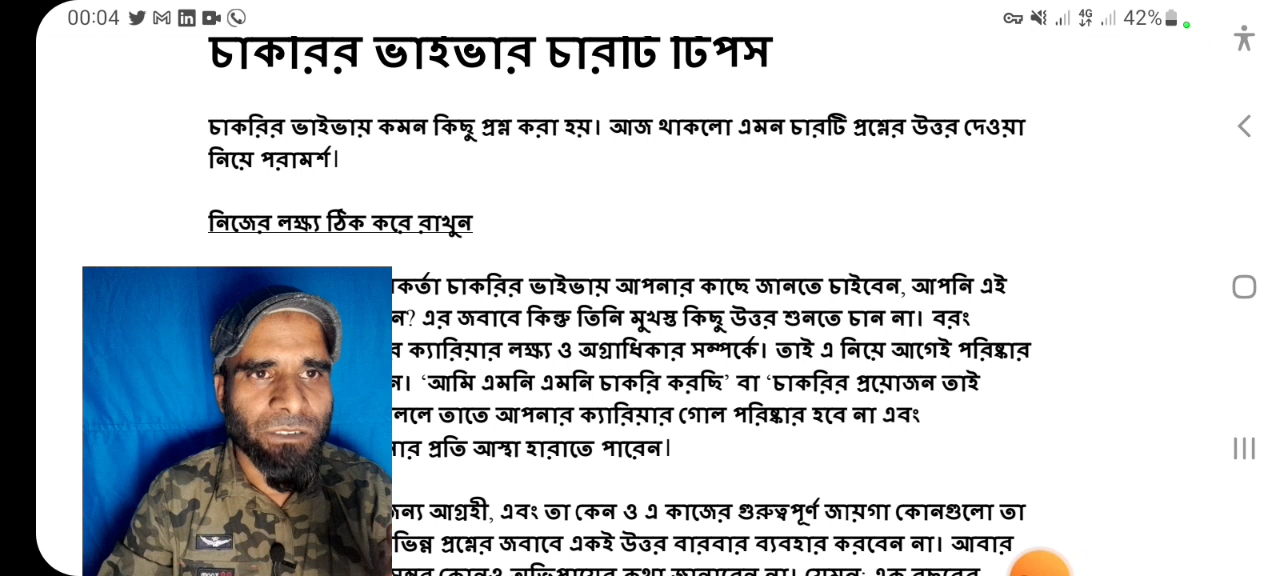 00:04
4G
42%
চাকরির ভাইভার চারটি টিপস
চাকরির ভাইভায় কমন কিছু প্রশ্ন করা হয়। আজ থাকলো এমন চারটি প্রশ্নের উত্তর দেওয়া
নিয়ে পরামর্শ।
নিজের লক্ষ্য ঠিক করে রাখুন
চাকরির ভাইভায় আপনার কাছে জানতে চাইবেন, আপনি এই
ন? এর জবাবে কিন্তু তিনি মুখস্ত কিছু উত্তর শুনতে চান না। বরং
ক্যারিয়ার লক্ষ্য ও অগ্রাধিকার সম্পর্কে। তাই এ নিয়ে আগেই পরিষ্কার
ন। ‘আমি এমনি এমনি চাকরি করছি’ বা ‘চাকরির প্রয়োজন তাই
ললে তাতে আপনার ক্যারিয়ার গোল পরিষ্কার হবে না এবং
নার প্রতি আস্থা হারাতে পারেন।
আগ্রহী, এবং তা কেন ও এ কাজের গুরুত্বপূর্ণ জায়গা কোনগুলো তা
প্রশ্নের জবাবে একই উত্তর বারবার ব্যবহার করবেন না। আবার